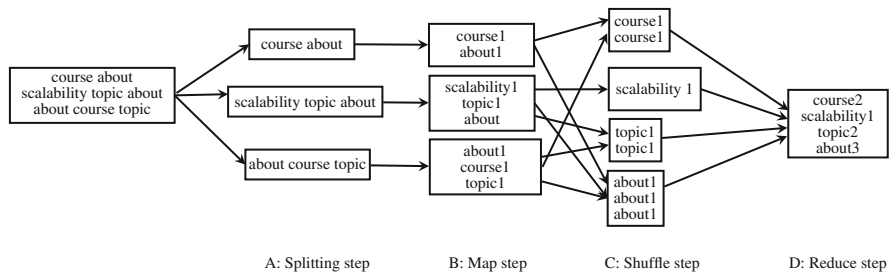 course about
scalability topic about
about course topic
course about
scalability topic about
about course topic
course1
about1
scalability1
topic1
about
about1
course1
topic1
course1
course1
scalability 1
topic1
topic1
about1
about1
about1
course2
scalability1
topic2
about3
A: Splitting step
B: Map step
C: Shuffle step
D: Reduce step